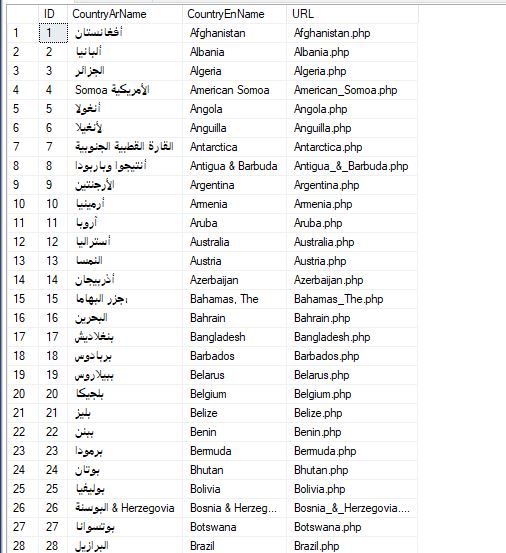 ID CountryArName CountryEnName URL
1 1 أفغانستان Afghanistan Afghanistan.php
2 2 ألبانيا Albania Albania.php
3 3 الجزائر Algeria Algeria.php
4 4 Somoa الأمريكية American Somoa American_Somoa.php
5 5 أنغولا Angola Angola.php
6 6 لأنغيلا Anguilla Anguilla.php
7 7 القارة القطبية الجنوبية Antarctica Antarctica.php
8 8 أنتيجوا وباربودا Antigua & Barbuda Antigua_&_Barbuda.php
9 9 الأرجنتين Argentina Argentina.php
10 10 أرمينيا Armenia Armenia.php
11 11 آروبا Aruba Aruba.php
12 12 أستراليا Australia Australia.php
13 13 النمسا Austria Austria.php
14 14 أذربيجان Azerbaijan Azerbaijan.php
15 15 جزر البهاما، Bahamas, The Bahamas_The.php
16 16 البحرين Bahrain Bahrain.php
17 17 بنغلاديش Bangladesh Bangladesh.php
18 18 بربادوس Barbados Barbados.php
19 19 بيلاروس Belarus Belarus.php
20 20 بلجيكا Belgium Belgium.php
21 21 بليز Belize Belize.php
22 22 بينن Benin Benin.php
23 23 برمودا Bermuda Bermuda.php
24 24 بوتان Bhutan Bhutan.php
25 25 بوليفيا Bolivia Bolivia.php
26 26 البوسنة & Herzegovia Bosnia & Herzeg... Bosnia_&_Herzegovia....
27 27 بوتسوانا Botswana Botswana.php
28 28 البرازيل Brazil Brazil.php